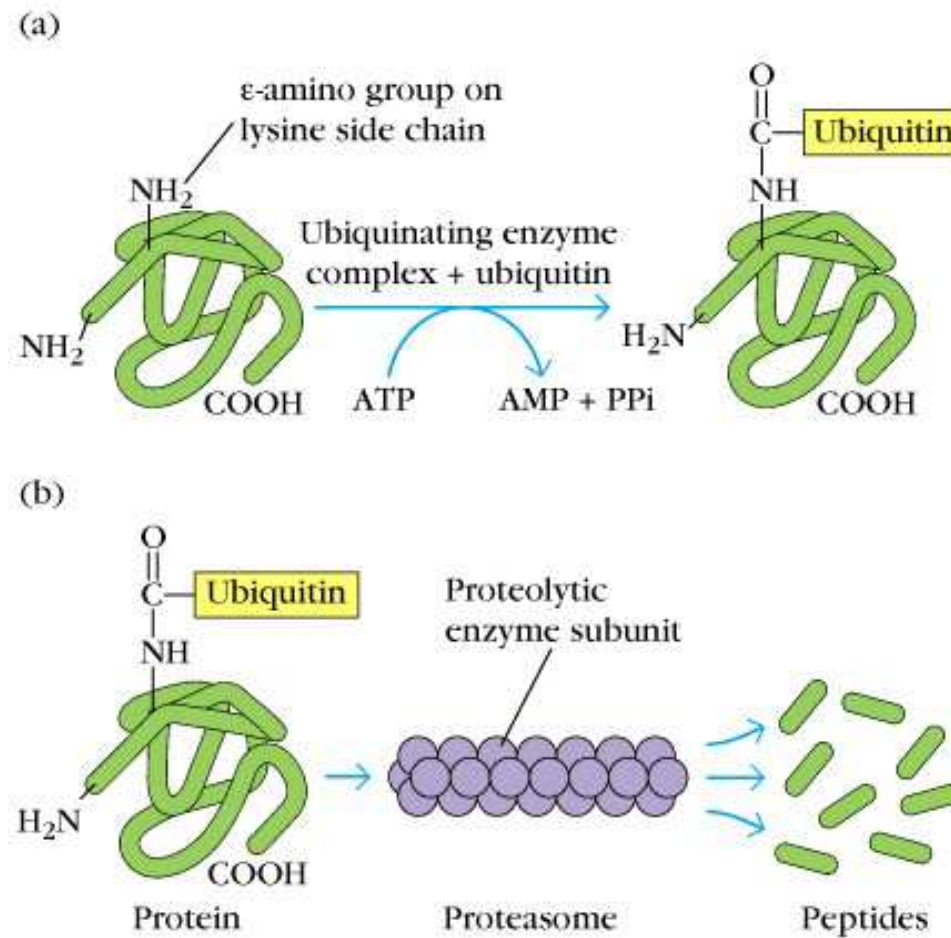 (a)
ε-amino group on
lysine side chain
NH₂
NH₂
COOH
Ubiquinating enzyme
complex + ubiquitin
ATP
AMP + PPi
O
C
Ubiquitin
NH
H₂N
COOH
(b)
O
C
Ubiquitin
NH
H₂N
COOH
Protein
Proteolytic
enzyme subunit
Proteasome
Peptides